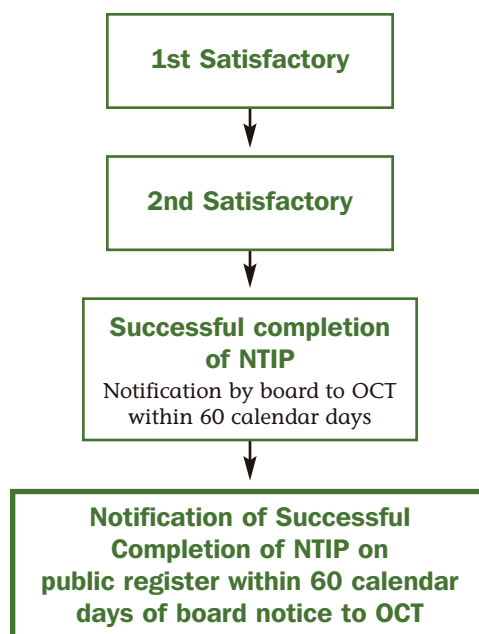 1st Satisfactory
2nd Satisfactory
Successful completion
of NTIP
Notification by board to OCT
within 60 calendar days
Notification of Successful
Completion of NTIP on
public register within 60 calendar
days of board notice to OCT